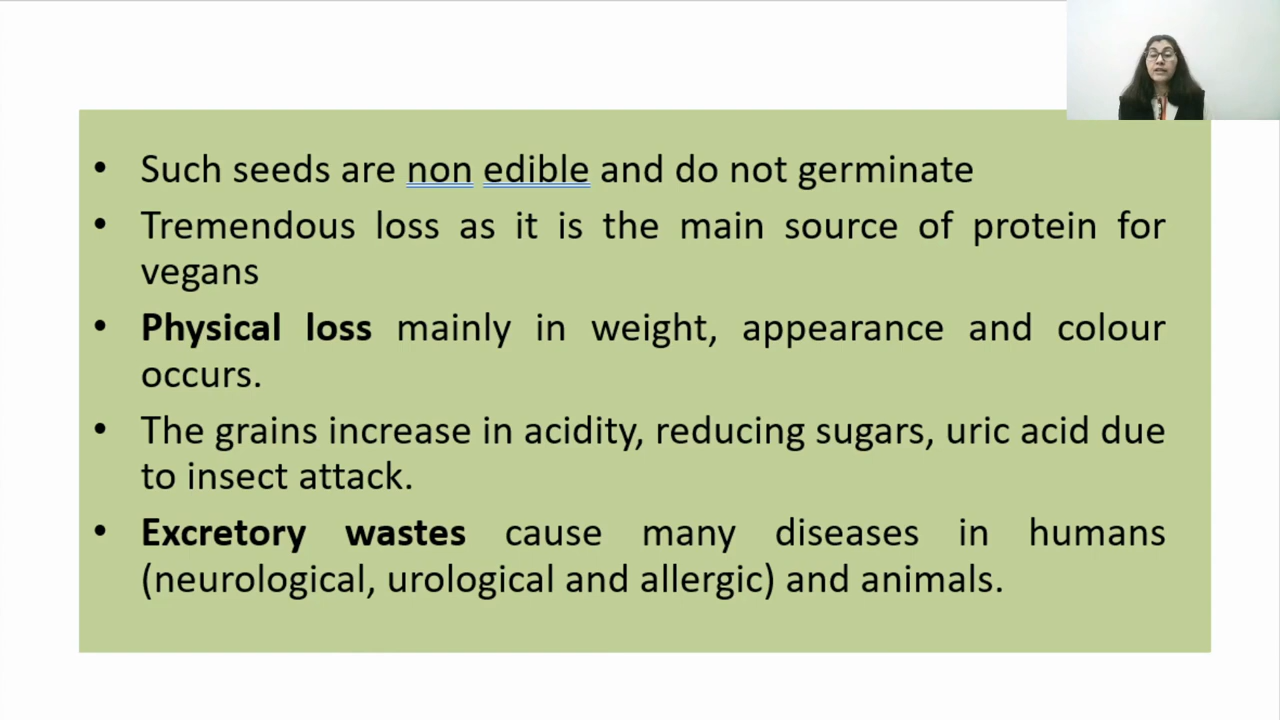 • Such seeds are non edible and do not germinate
• Tremendous loss as it is the main source of protein for
vegans
• Physical loss mainly in weight, appearance and colour
occurs.
• The grains increase in acidity, reducing sugars, uric acid due
to insect attack.
• Excretory wastes cause many diseases in humans
(neurological, urological and allergic) and animals.